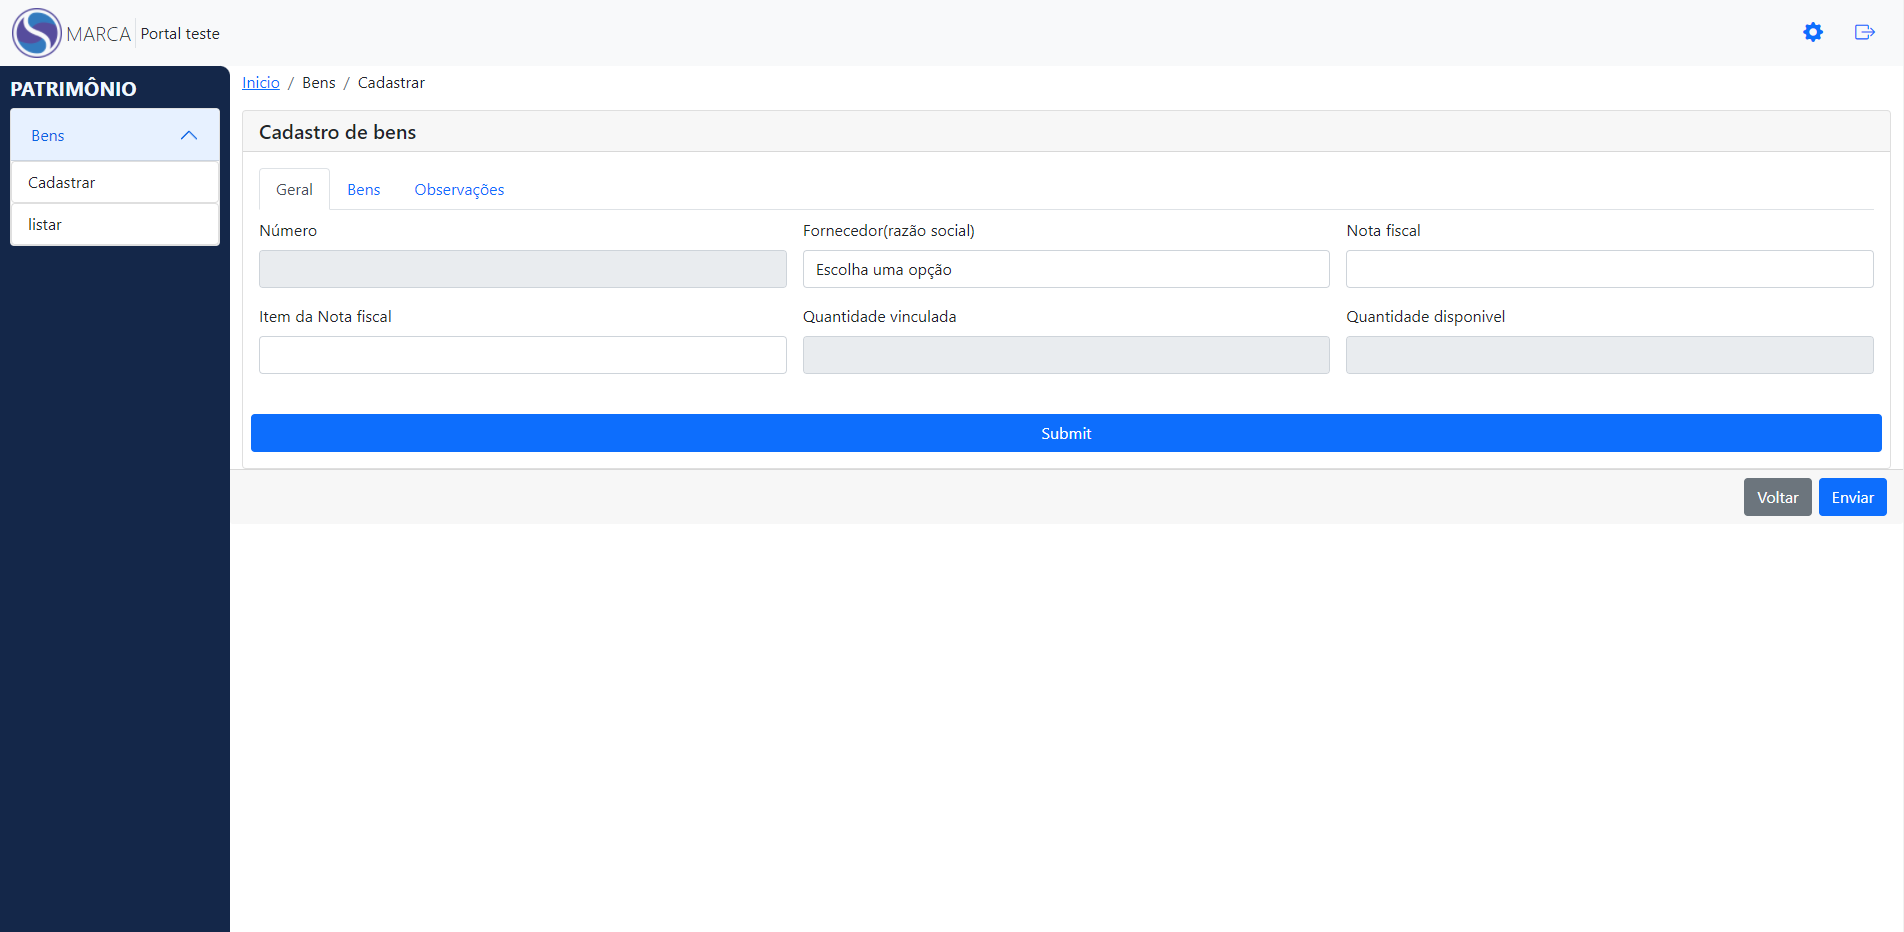 MARCA Portal teste
PATRIMÔNIO
Bens
Cadastrar
listar
Inicio / Bens / Cadastrar
Cadastro de bens
Geral Bens Observações
Número Fornecedor(razão social) Nota fiscal
Escolha uma opção
Item da Nota fiscal Quantidade vinculada Quantidade disponivel
Submit
Voltar Enviar